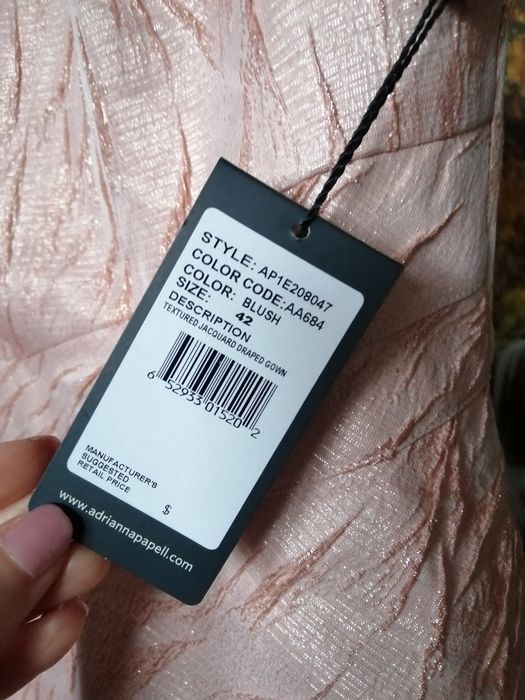 STYLE: AP1E208047
COLOR CODE: AA684
COLOR: BLUSH
SIZE: 42
DESCRIPTION
TEXTURED JACQUARD DRAPED GOWN
6 52933 01520 2
MANUFACTURER'S
SUGGESTED
RETAIL PRICE $
www.adriannapapell.com